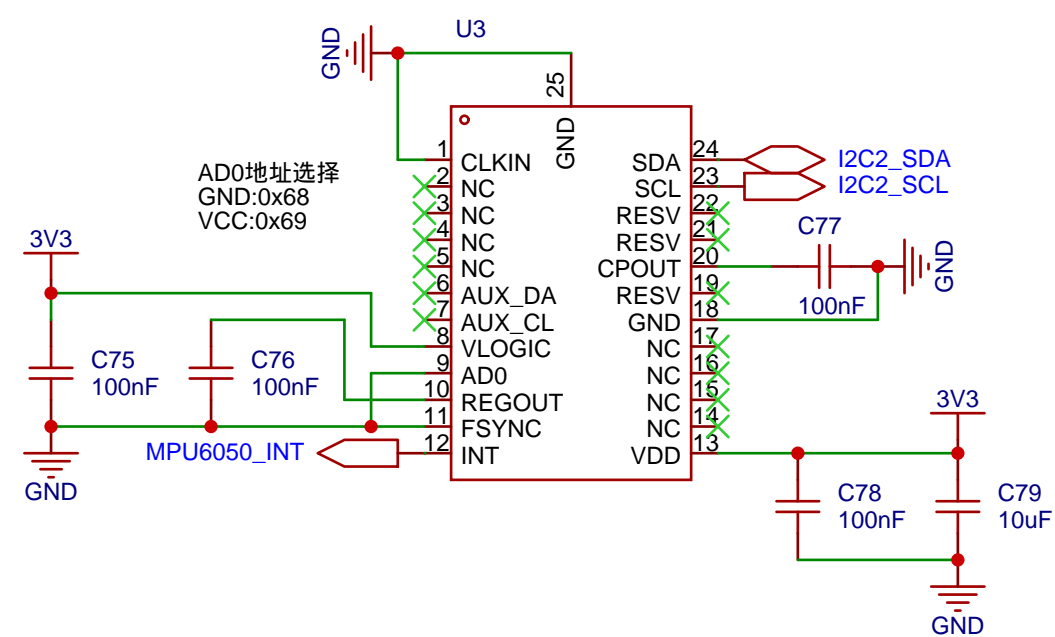 U3
GND
25
GND
1
CLKIN
2
NC
3
NC
4
NC
5
NC
6
AUX_DA
7
AUX_CL
8
VLOGIC
9
AD0
10
REGOUT
11
FSYNC
12
INT
24
SDA
I2C2_SDA
23
SCL
I2C2_SCL
22
RESV
21
RESV
20
CPOUT
19
RESV
18
GND
17
NC
16
NC
15
NC
14
NC
13
VDD
AD0地址选择
GND:0x68
VCC:0x69
3V3
C75
100nF
C76
100nF
MPU6050_INT
GND
C77
100nF
GND
3V3
C78
100nF
C79
10uF
GND